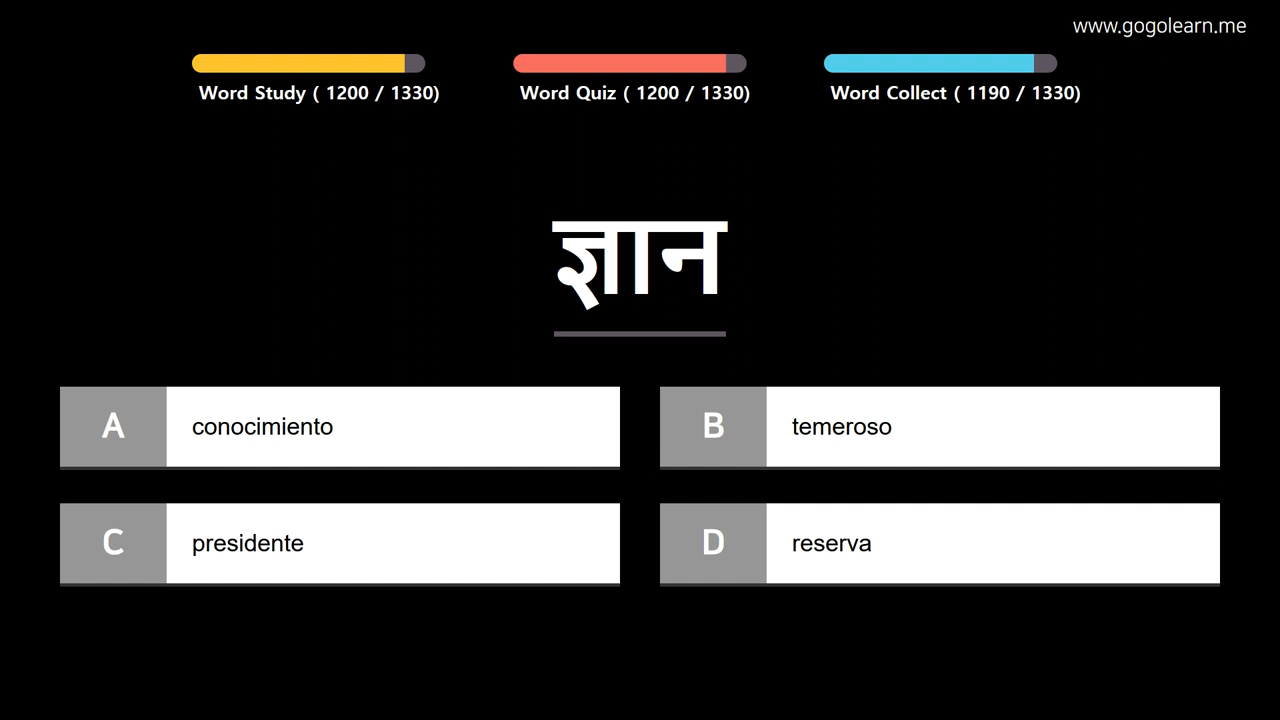 www.gogolearn.me
Word Study ( 1200 / 1330)
Word Quiz ( 1200 / 1330)
Word Collect ( 1190 / 1330)
ज्ञान
A conocimiento
B temeroso
C presidente
D reserva